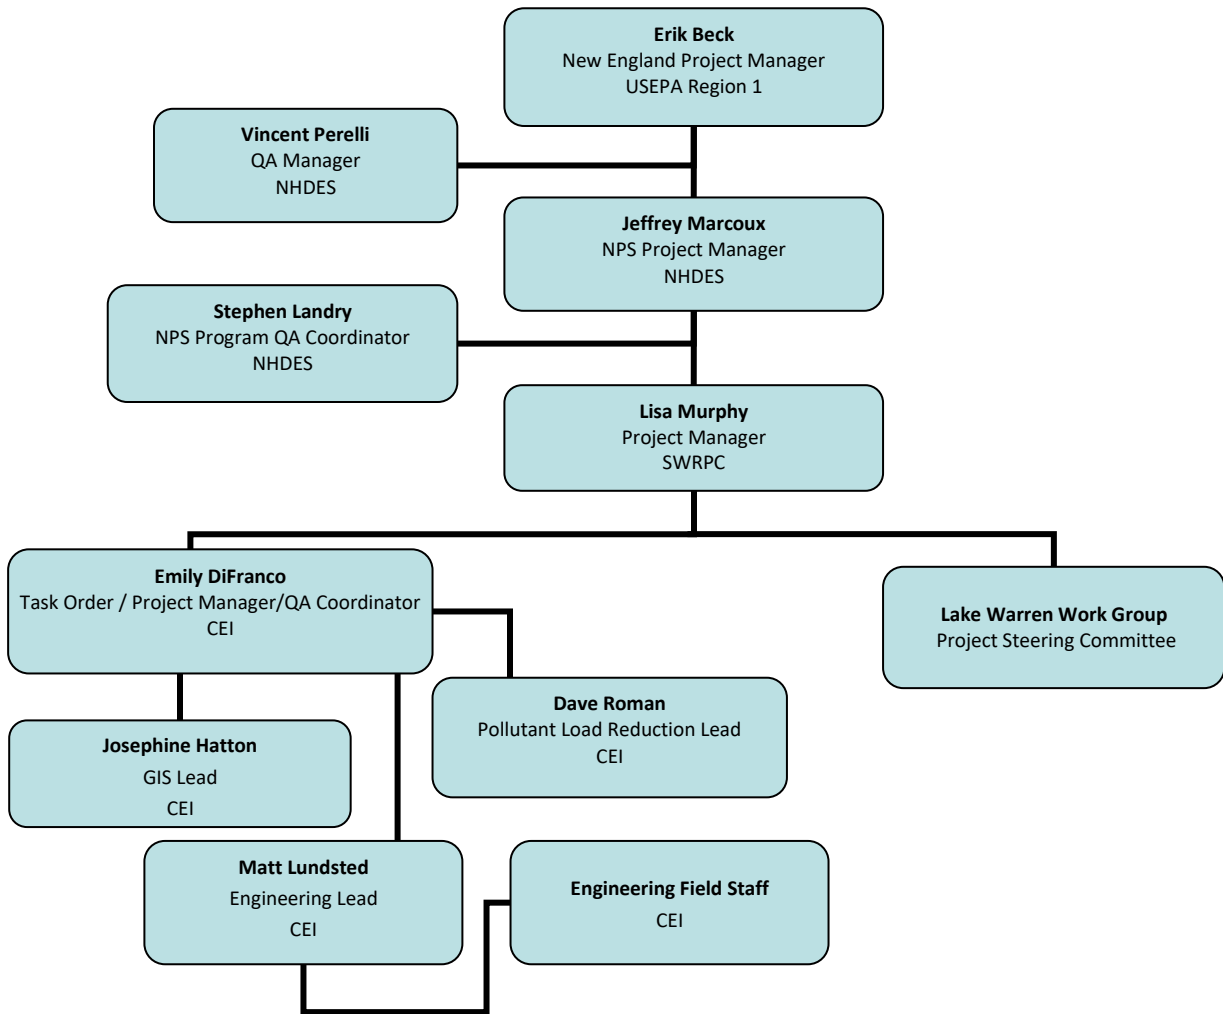 Erik Beck
New England Project Manager
USEPA Region 1
Vincent Perelli
QA Manager
NHDES
Jeffrey Marcoux
NPS Project Manager
NHDES
Stephen Landry
NPS Program QA Coordinator
NHDES
Lisa Murphy
Project Manager
SWRPC
Emily DiFranco
Task Order / Project Manager/QA Coordinator
CEI
Lake Warren Work Group
Project Steering Committee
Dave Roman
Pollutant Load Reduction Lead
CEI
Josephine Hatton
GIS Lead
CEI
Matt Lundsted
Engineering Lead
CEI
Engineering Field Staff
CEI